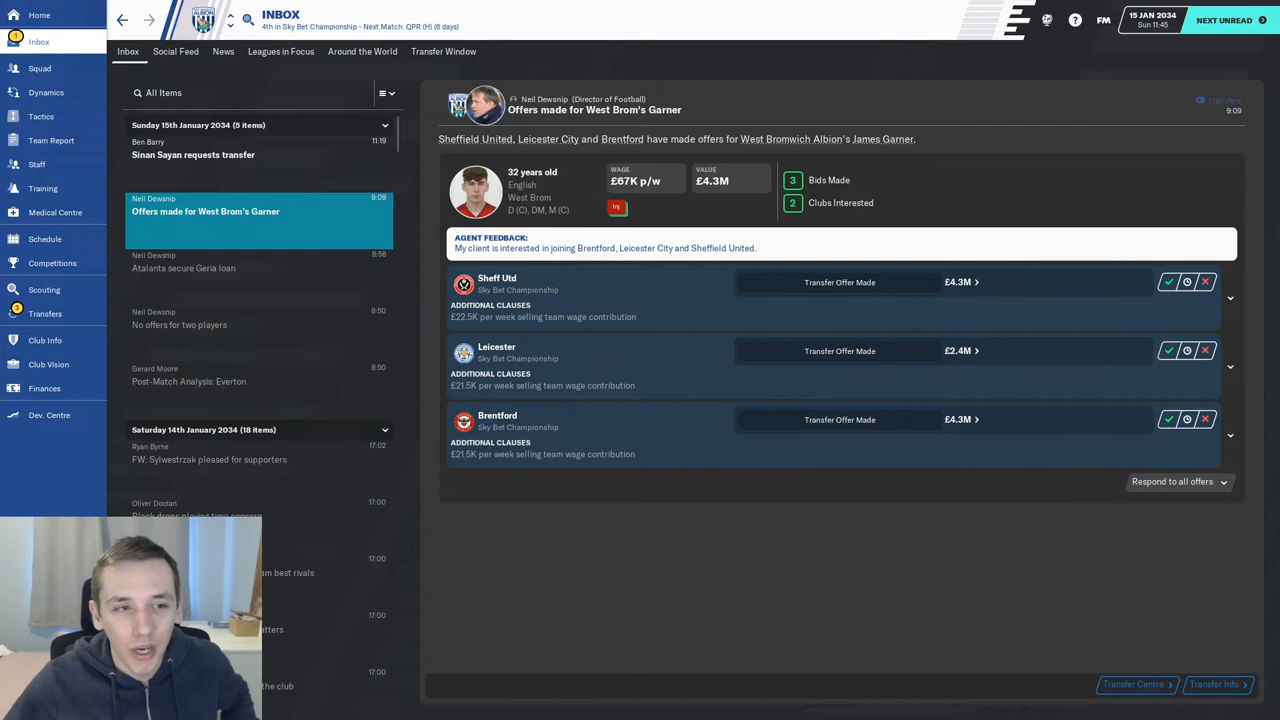 Home
1
Inbox
Squad
Dynamics
Tactics
Team Report
Staff
Training
Medical Centre
Schedule
Competitions
Scouting
3
Transfers
Club Info
Club Vision
Finances
Dev. Centre
ALBION
INBOX
4th in Sky Bet Championship - Next Match: QPR (H) (6 days)
?
FM
15 JAN 2034
Sun 11:45
NEXT UNREAD
Inbox
Social Feed
News
Leagues in Focus
Around the World
Transfer Window
All Items
Sunday 15th January 2034 (5 items)
Ben Barry 11:19
Sinan Sayan requests transfer
Neil Dewsnip 9:09
Offers made for West Brom's Garner
Neil Dewsnip 8:58
Atalanta secure Geria loan
Neil Dewsnip 8:50
No offers for two players
Gerard Moore 8:50
Post-Match Analysis: Everton
Saturday 14th January 2034 (18 items)
Ryan Byrne 17:02
FW: Sylwestrzak pleased for supporters
Oliver Doolan 17:00
17:00
am best rivals
17:00
atters
17:00
the club
Neil Dewsnip (Director of Football)
Offers made for West Brom's Garner
Transfers
9:09
Sheffield United, Leicester City and Brentford have made offers for West Bromwich Albion's James Garner.
32 years old
English
West Brom
D (C), DM, M (C)
WAGE
£67K p/w
VALUE
£4.3M
Inj
3 Bids Made
2 Clubs Interested
AGENT FEEDBACK:
My client is interested in joining Brentford, Leicester City and Sheffield United.
Sheff Utd
Sky Bet Championship
Transfer Offer Made £4.3M
ADDITIONAL CLAUSES
£22.5K per week selling team wage contribution
Leicester
Sky Bet Championship
Transfer Offer Made £2.4M
ADDITIONAL CLAUSES
£21.5K per week selling team wage contribution
Brentford
Sky Bet Championship
Transfer Offer Made £4.3M
ADDITIONAL CLAUSES
£21.5K per week selling team wage contribution
Respond to all offers
Transfer Centre
Transfer Info